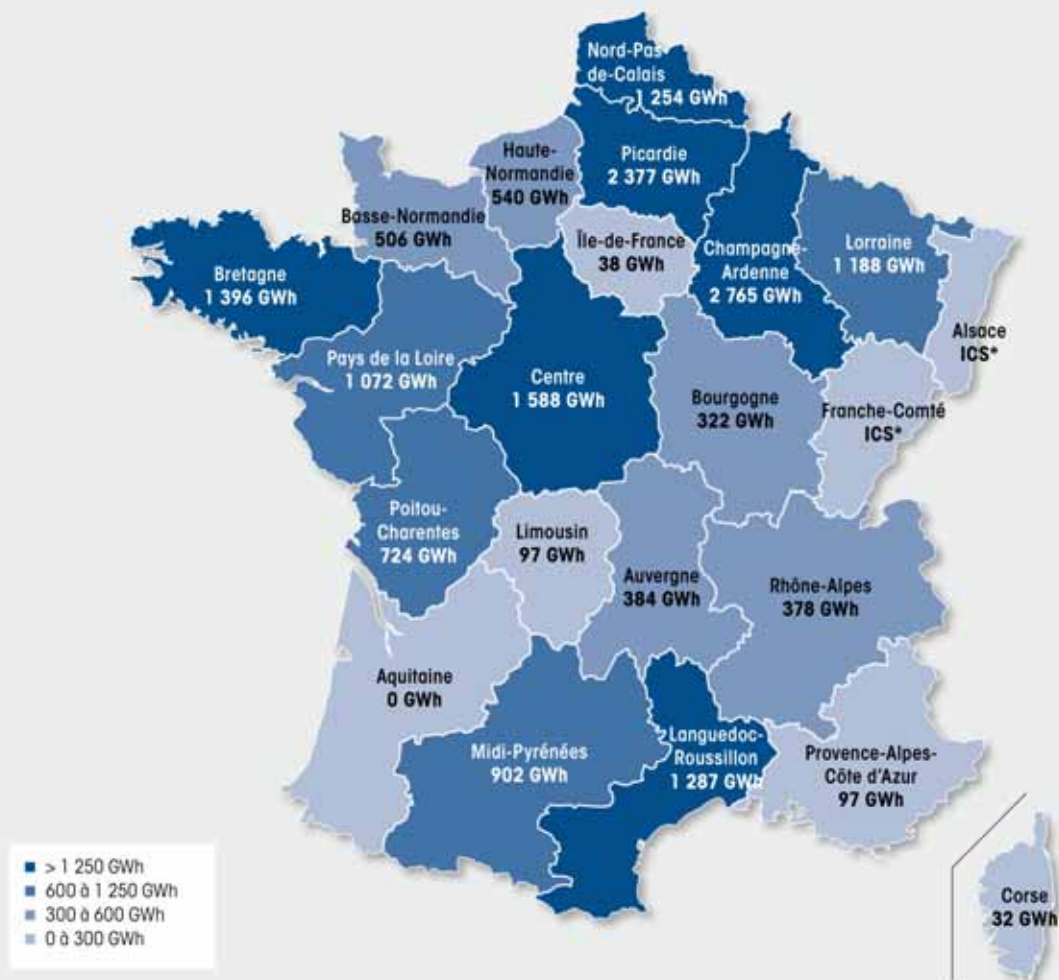 Nord-Pas-
de-Calais
1 254 GWh
Picardie
2 377 GWh
Haute-
Normandie
540 GWh
Basse-Normandie
506 GWh
Île-de-France
38 GWh
Champagne-
Ardenne
2 765 GWh
Lorraine
1 188 GWh
Alsace
ICS*
Bretagne
1 396 GWh
Pays de la Loire
1 072 GWh
Centre
1 588 GWh
Bourgogne
322 GWh
Franche-Comté
ICS*
Poitou-
Charentes
724 GWh
Limousin
97 GWh
Auvergne
384 GWh
Rhône-Alpes
378 GWh
Aquitaine
0 GWh
Midi-Pyrénées
902 GWh
Languedoc-
Roussillon
1 287 GWh
Provence-Alpes-
Côte d'Azur
97 GWh
Corse
32 GWh
> 1 250 GWh
600 à 1 250 GWh
300 à 600 GWh
0 à 300 GWh